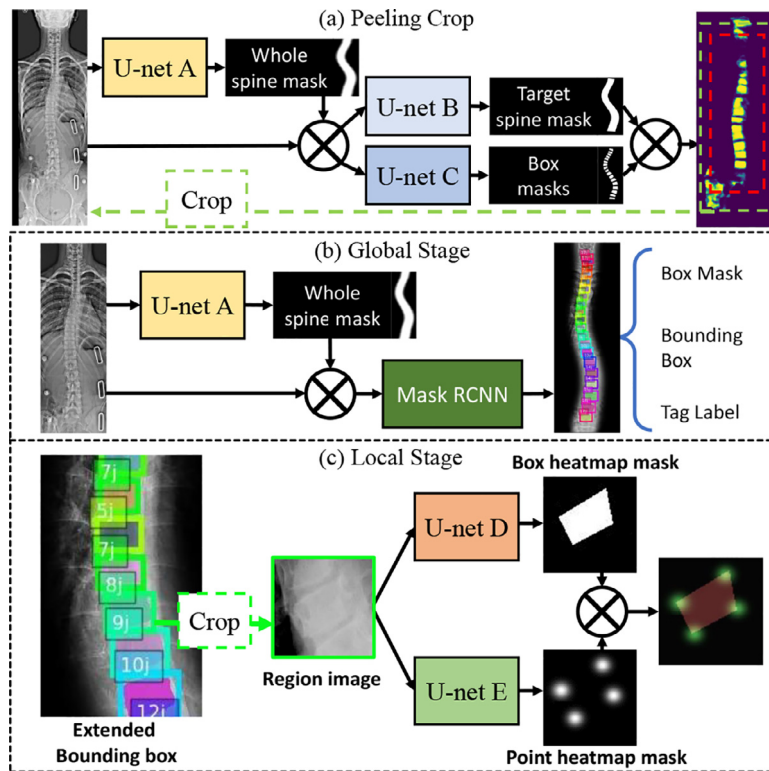 (a) Peeling Crop
U-net A
Whole
spine mask
U-net B
Target
spine mask
U-net C
Box
masks
Crop
(b) Global Stage
U-net A
Whole
spine mask
Mask RCNN
Box Mask
Bounding
Box
Tag Label
(c) Local Stage
7j
5j
7j
8j
9j
10j
12j
Extended
Bounding box
Crop
Region image
U-net D
Box heatmap mask
U-net E
Point heatmap mask